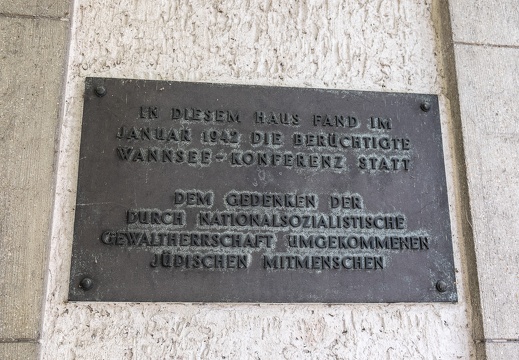 IN DIESEM HAUS FAND IM
JANUAR 1942 DIE BERÜCHTIGTE
WANNSEE-KONFERENZ STATT
DEM GEDENKEN DER
DURCH NATIONALSOZIALISTISCHE
GEWALTHERRSCHAFT UMGEKOMMENEN
JÜDISCHEN MITMENSCHEN